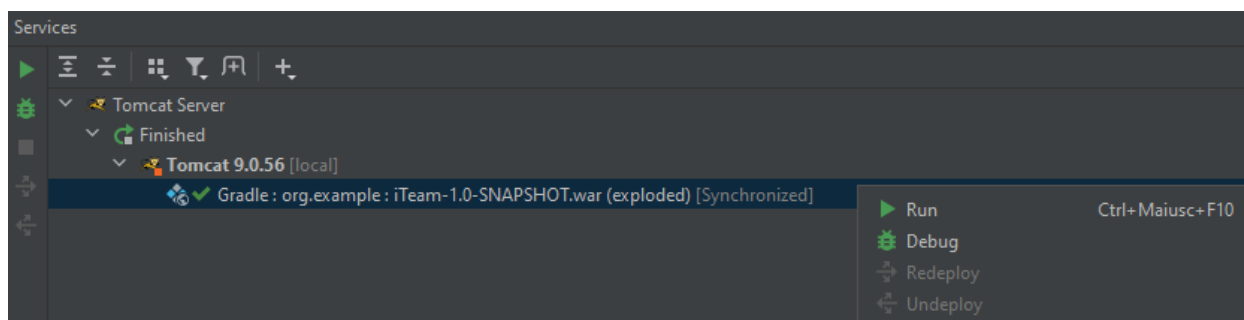 Services
Tomcat Server
Finished
Tomcat 9.0.56 [local]
Gradle : org.example : iTeam-1.0-SNAPSHOT.war (exploded) [Synchronized]
Run Ctrl+Maiusc+F10
Debug
Redeploy
Undeploy